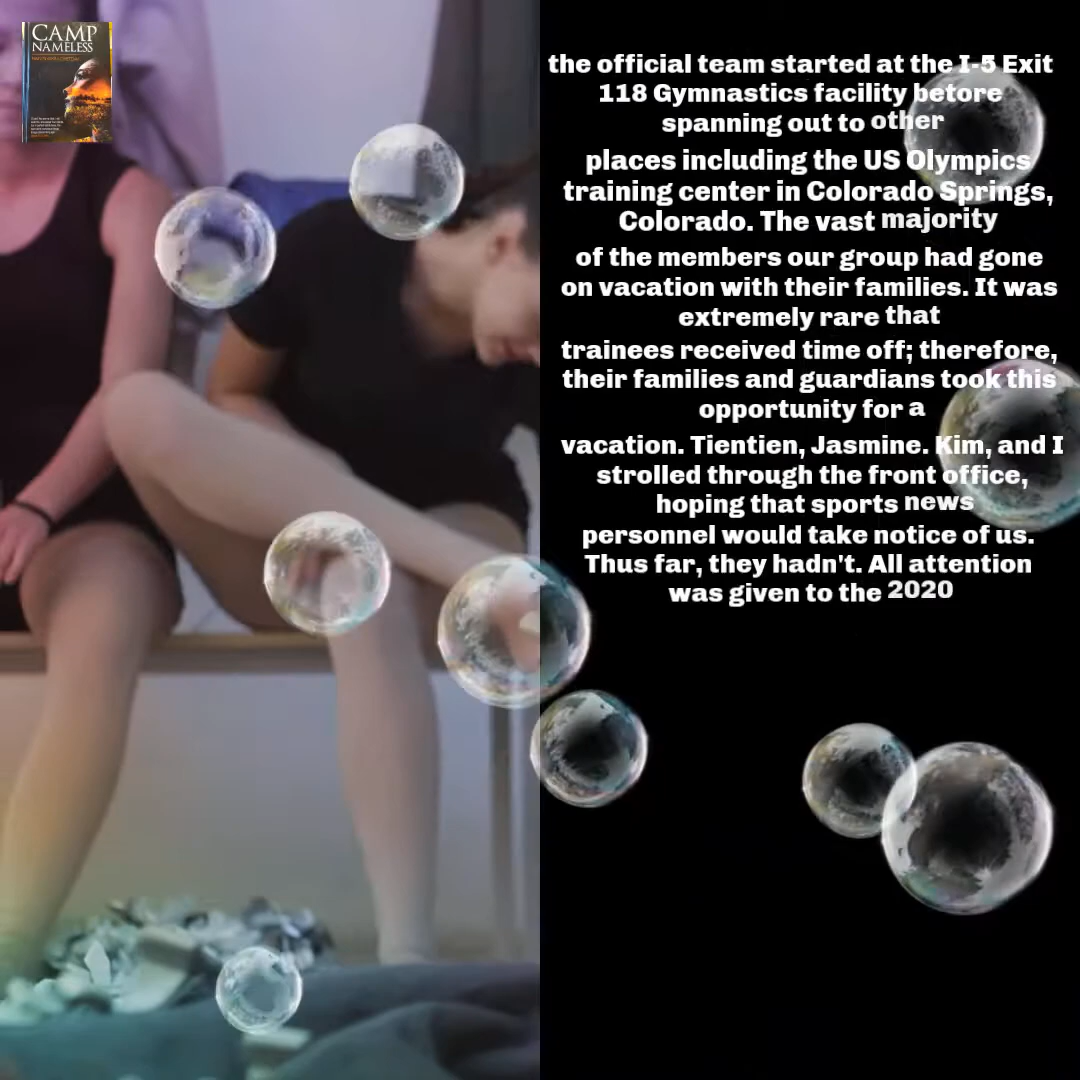 CAMP
NAMELESS
the official team started at the I-5 Exit
118 Gymnastics facility betore
spanning out to other
places including the US Olympics
training center in Colorado Springs,
Colorado. The vast majority
of the members our group had gone
on vacation with their families. It was
extremely rare that
trainees received time off; therefore,
their families and guardians took this
opportunity for a
vacation. Tientien, Jasmine. Kim, and I
strolled through the front office,
hoping that sports news
personnel would take notice of us.
Thus far, they hadn't. All attention
was given to the 2020